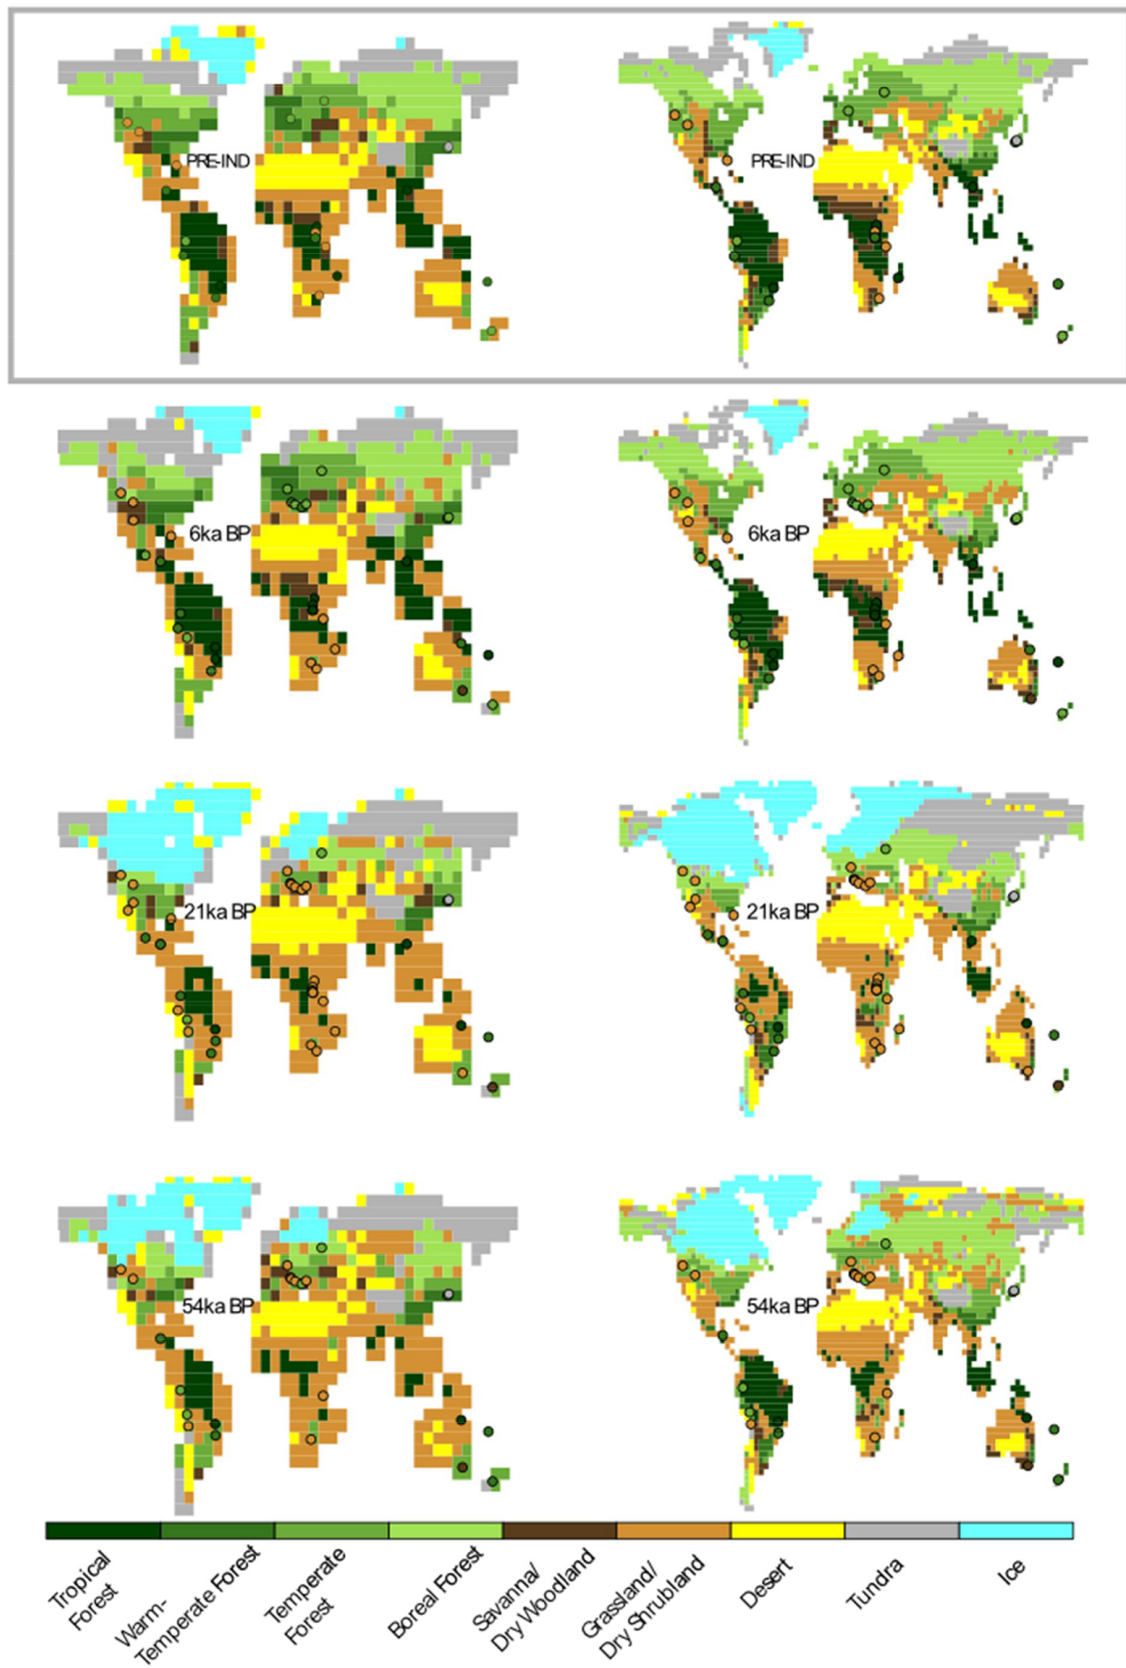 PRE-IND
PRE-IND
6ka BP
6ka BP
21ka BP
21ka BP
54ka BP
54ka BP
Tropical
Forest
Warm-
Temperate Forest
Temperate
Forest
Boreal Forest
Savanna/
Dry Woodland
Grassland/
Dry Shrubland
Desert
Tundra
Ice